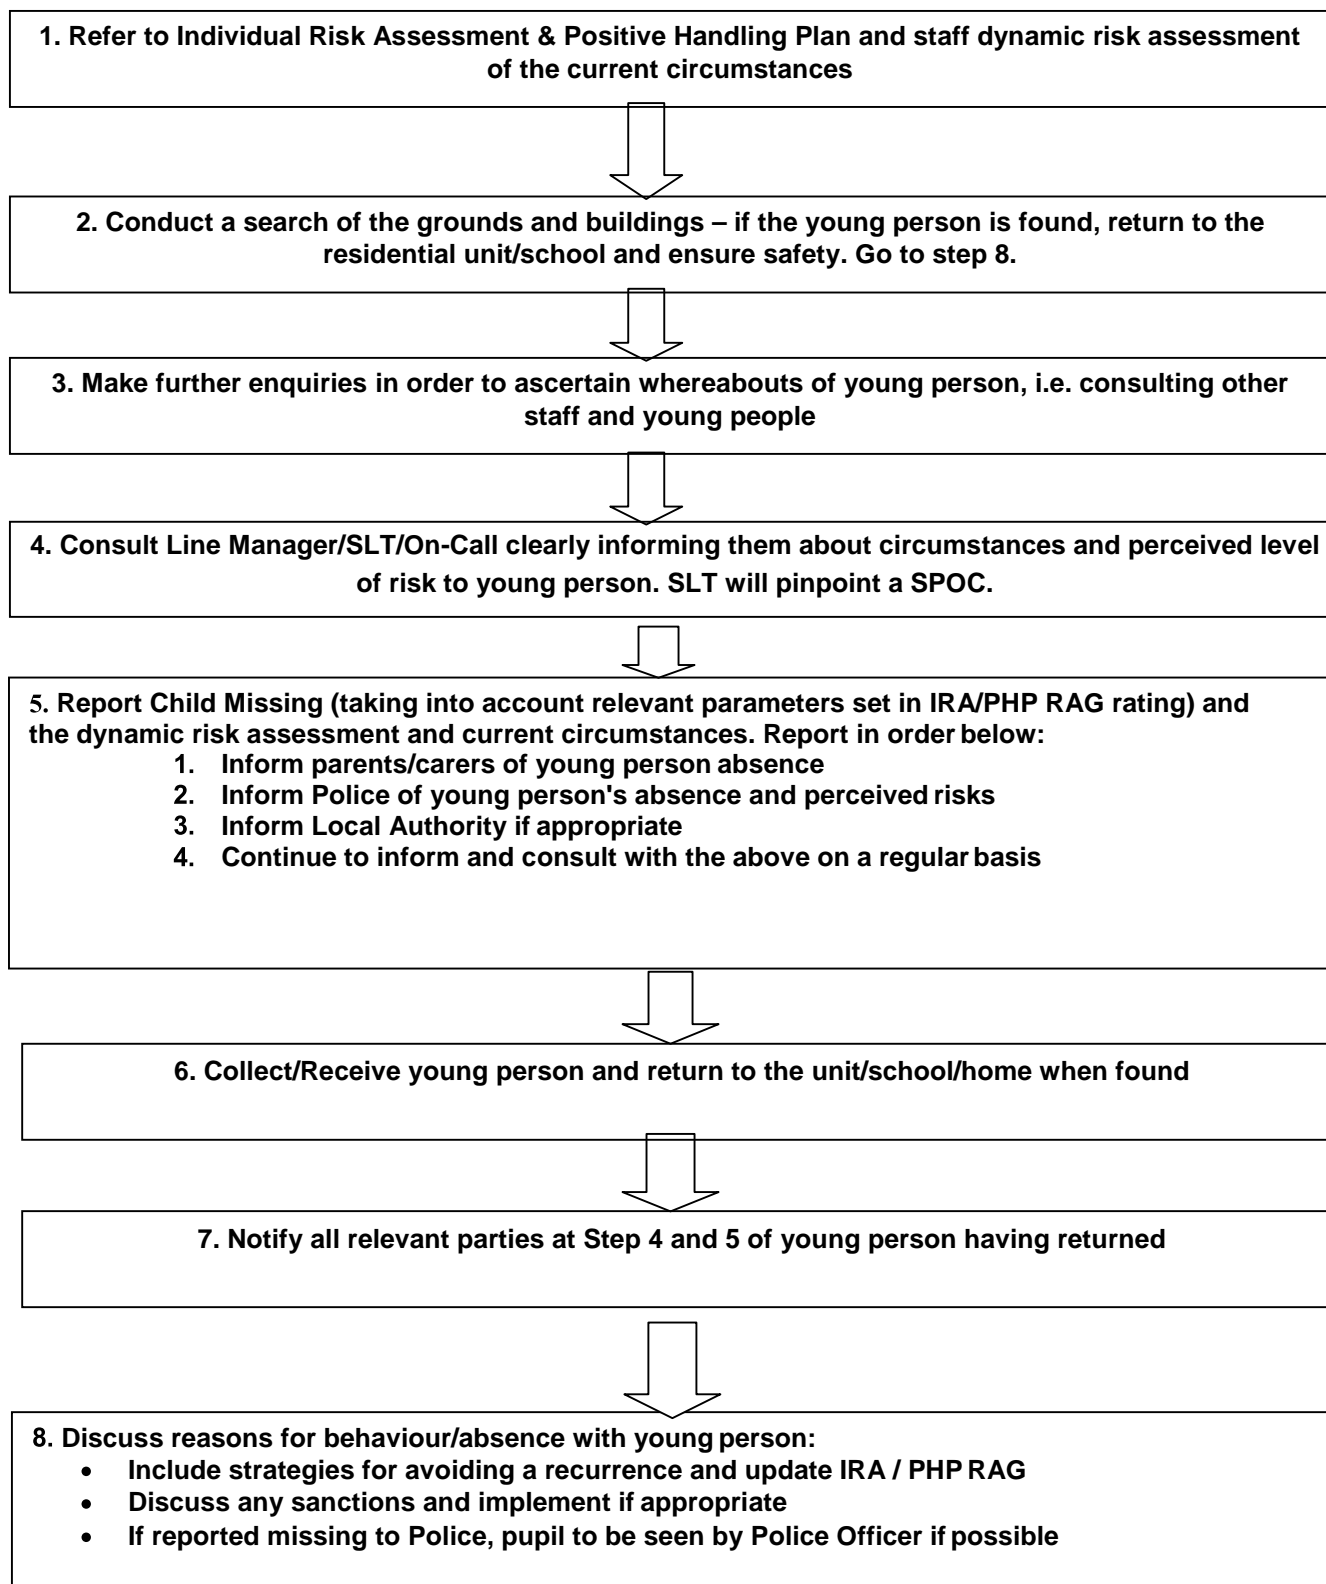 1. Refer to Individual Risk Assessment & Positive Handling Plan and staff dynamic risk assessment
of the current circumstances
2. Conduct a search of the grounds and buildings – if the young person is found, return to the
residential unit/school and ensure safety. Go to step 8.
3. Make further enquiries in order to ascertain whereabouts of young person, i.e. consulting other
staff and young people
4. Consult Line Manager/SLT/On-Call clearly informing them about circumstances and perceived level
of risk to young person. SLT will pinpoint a SPOC.
5. Report Child Missing (taking into account relevant parameters set in IRA/PHP RAG rating) and
the dynamic risk assessment and current circumstances. Report in order below:
1. Inform parents/carers of young person absence
2. Inform Police of young person's absence and perceived risks
3. Inform Local Authority if appropriate
4. Continue to inform and consult with the above on a regular basis
6. Collect/Receive young person and return to the unit/school/home when found
7. Notify all relevant parties at Step 4 and 5 of young person having returned
8. Discuss reasons for behaviour/absence with young person:
• Include strategies for avoiding a recurrence and update IRA / PHP RAG
• Discuss any sanctions and implement if appropriate
• If reported missing to Police, pupil to be seen by Police Officer if possible